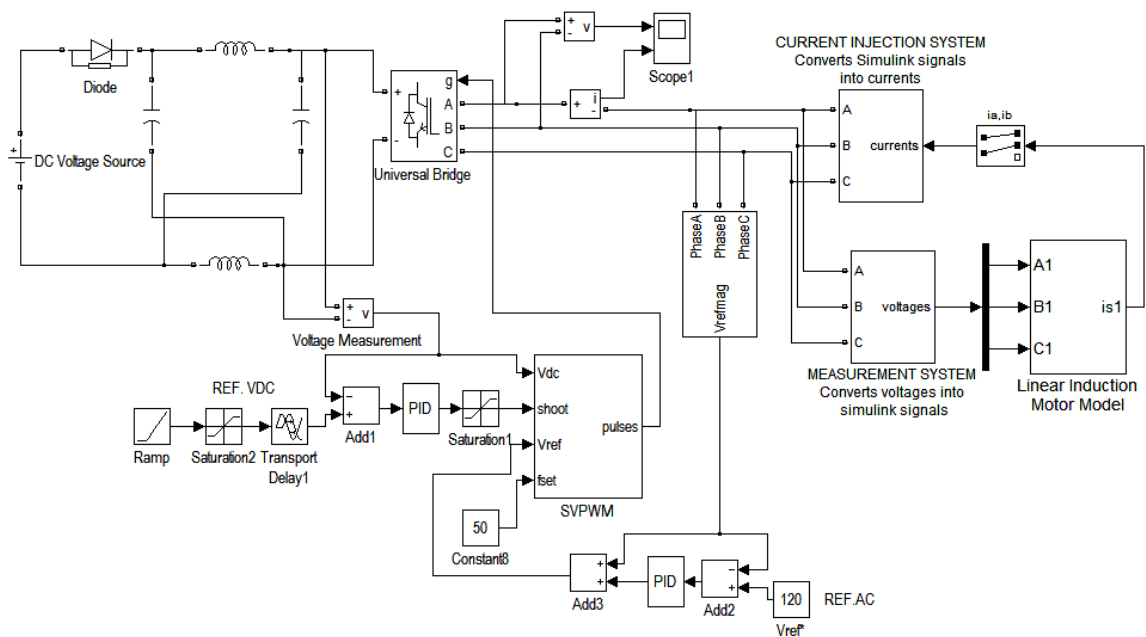 +
-
v
Scope1
CURRENT INJECTION SYSTEM
Converts Simulink signals
into currents
Diode
DC Voltage Source
+
-
g
A
B
C
Universal Bridge
+
i
-
A
B
C
currents
ia,ib
PhaseA
PhaseB
PhaseC
Vrefmag
A
B
C
voltages
MEASUREMENT SYSTEM
Converts voltages into
simulink signals
A1
B1
C1
is1
Linear Induction
Motor Model
+
-
v
Voltage Measurement
REF. VDC
Ramp
Saturation2
Transport
Delay1
−
+
Add1
PID
Saturation1
Vdc
shoot
Vref
fset
pulses
SVPWM
50
Constant8
+
+
Add3
PID
−
+
Add2
120
Vref*
REF.AC